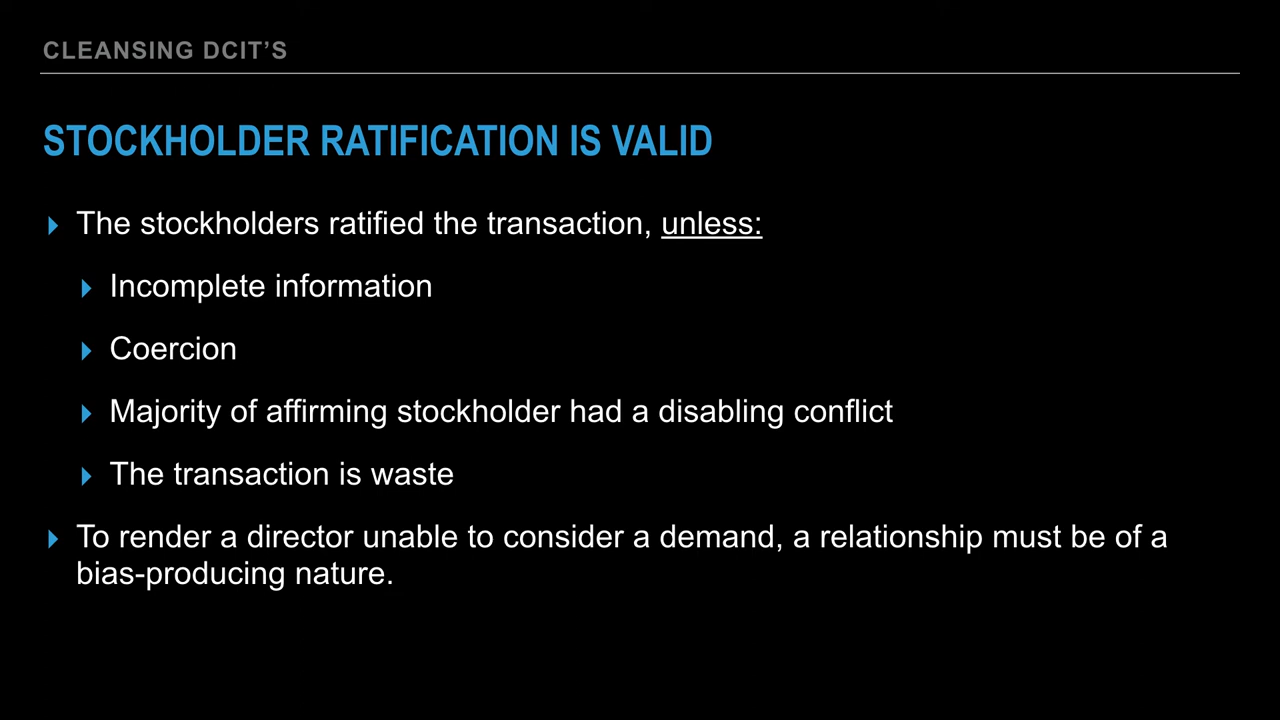 CLEANSING DCIT’S
STOCKHOLDER RATIFICATION IS VALID
The stockholders ratified the transaction, unless:
Incomplete information
Coercion
Majority of affirming stockholder had a disabling conflict
The transaction is waste
To render a director unable to consider a demand, a relationship must be of a
bias-producing nature.